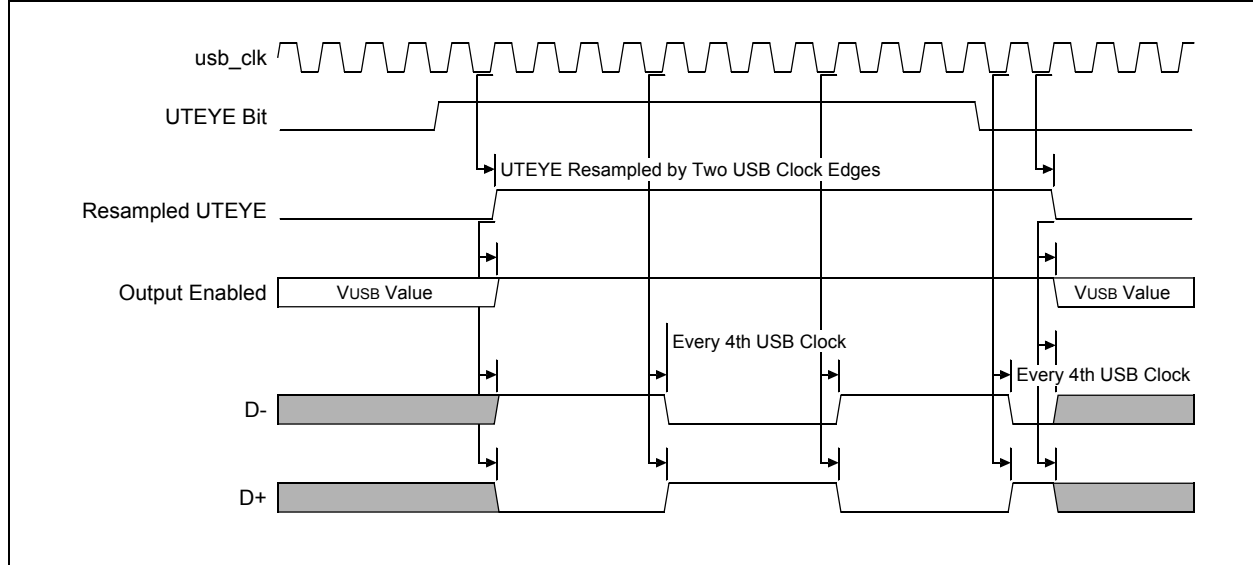 usb_clk
UTEYE Bit
UTEYE Resampled by Two USB Clock Edges
Resampled UTEYE
Output Enabled
VUSB Value
VUSB Value
Every 4th USB Clock
Every 4th USB Clock
D-
D+